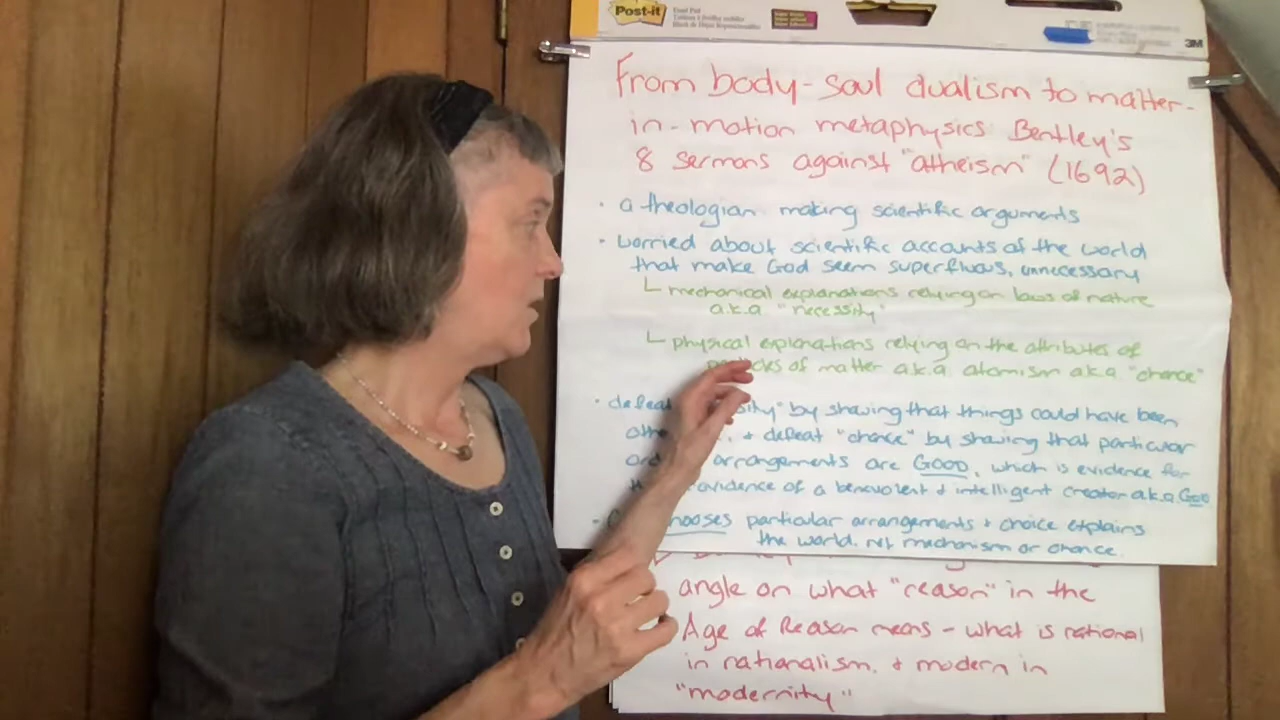 Post-it
3M
From body-soul dualism to matter-
in-motion metaphysics: Bentley's
8 sermons against "atheism" (1692)
• a theologian making scientific arguments
• worried about scientific accounts of the world
that make God seem superfluous, unnecessary
mechanical explanations relying on laws of nature
a.k.a. "necessity"
physical explanations relying on the attributes of
of matter a.k.a. atomism a.k.a. "chance"
• defeat by showing that things could have been
& defeat "chance" by showing that particular
arrangements are GOOD, which is evidence for
of a benevolent & intelligent creator a.k.a. God
• particular arrangements & choice explains
the world, not mechanism or chance.
angle on what "reason" in the
Age of Reason means - what is rational
in rationalism, & modern in
"modernity"